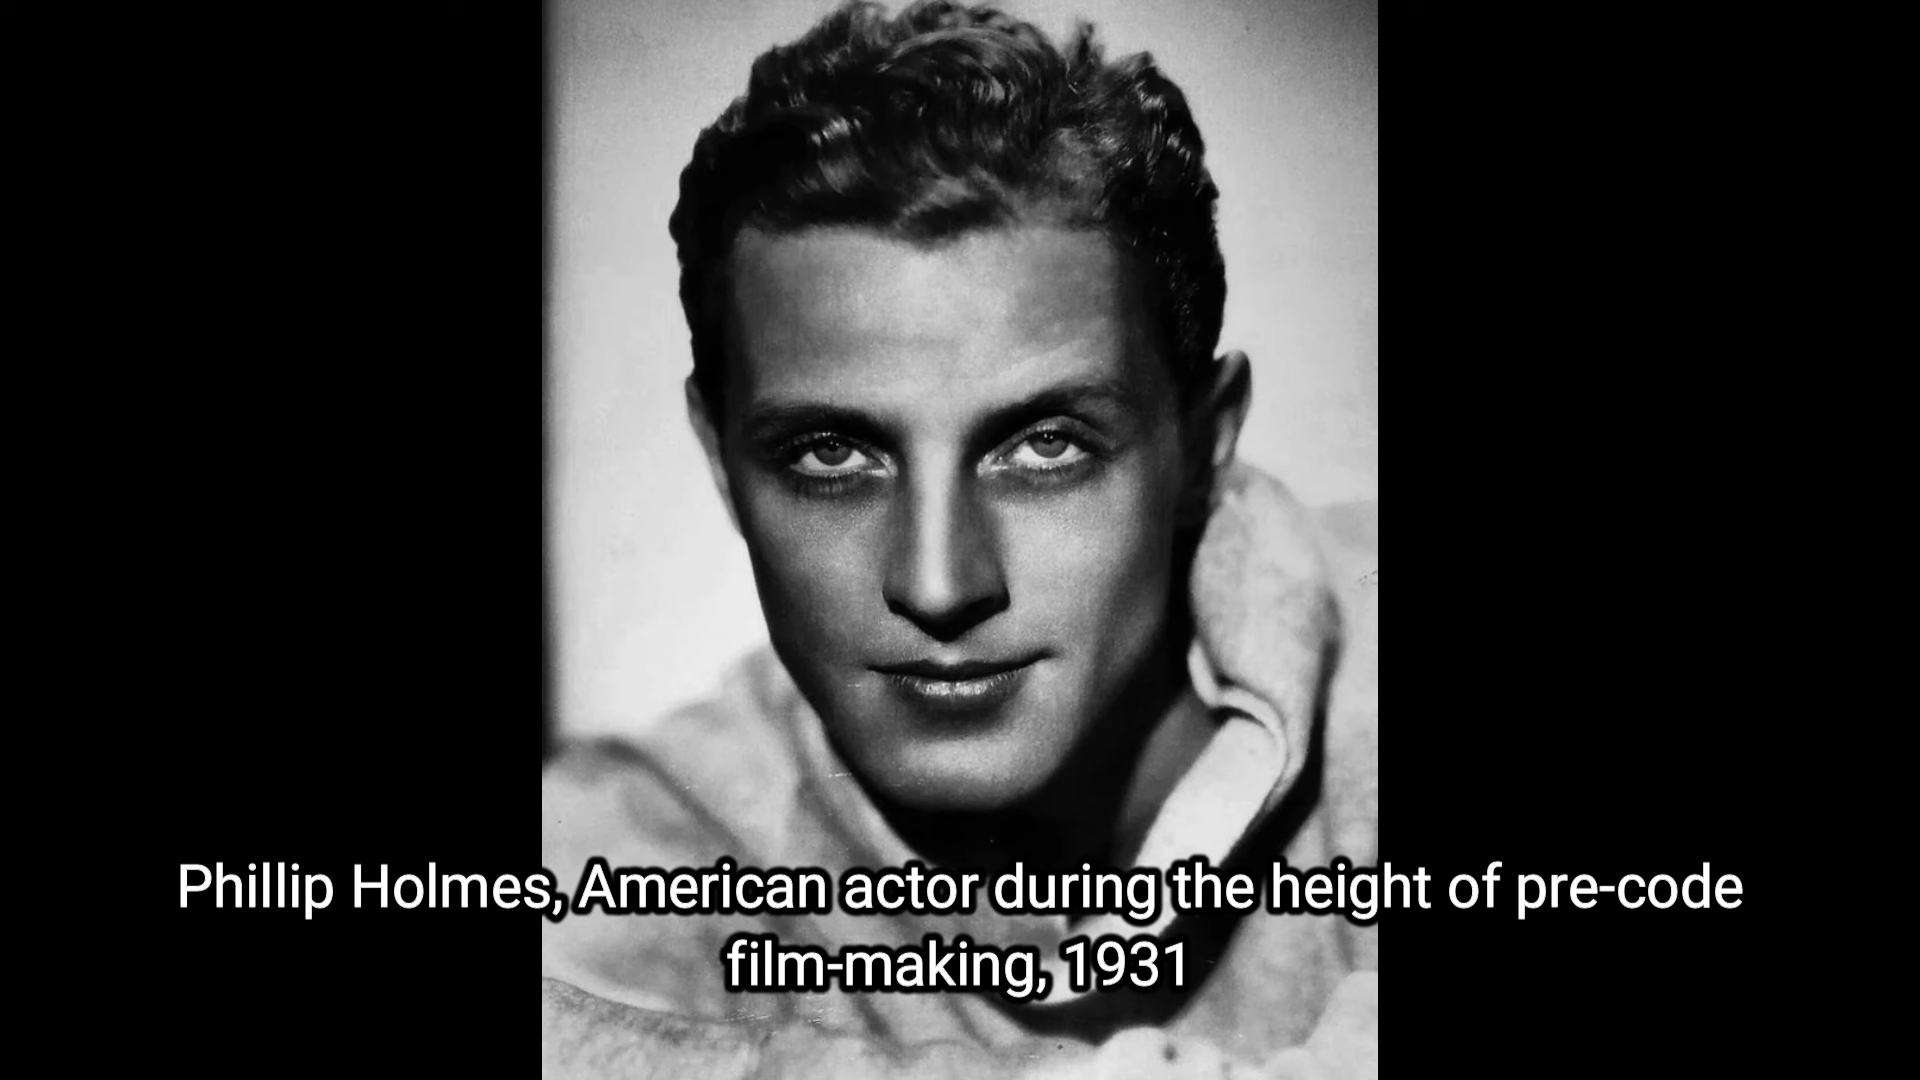 Phillip Holmes, American actor during the height of pre-code
film-making, 1931